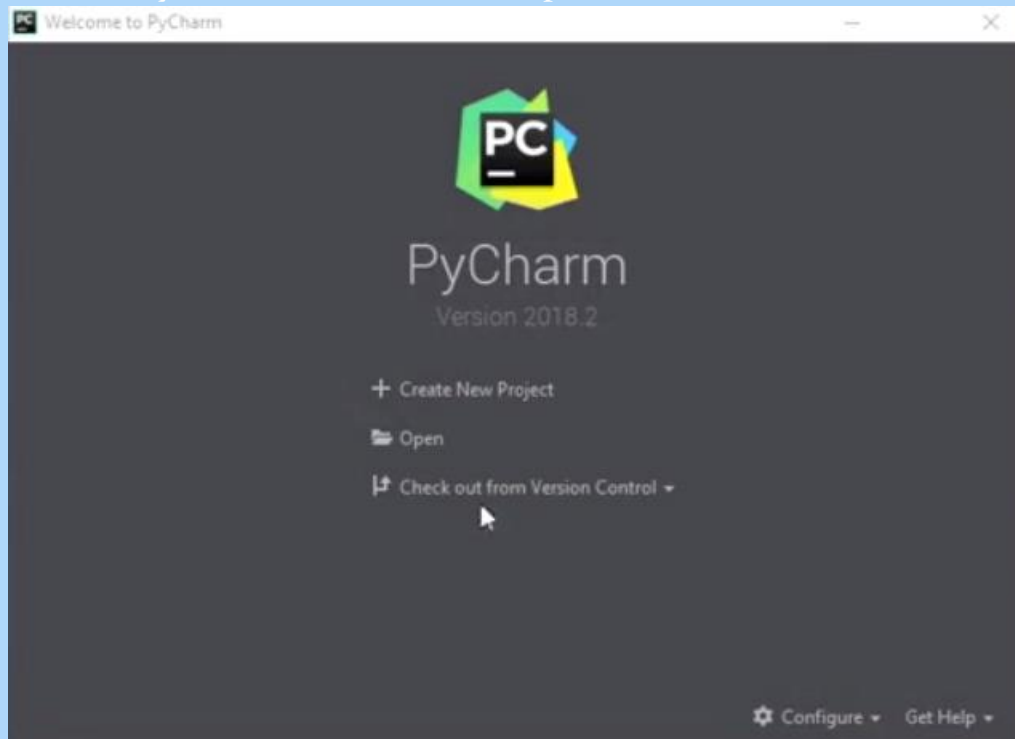 PC
Welcome to PyCharm
PC
PyCharm
Version 2018.2
Create New Project
Open
Check out from Version Control
Configure
Get Help